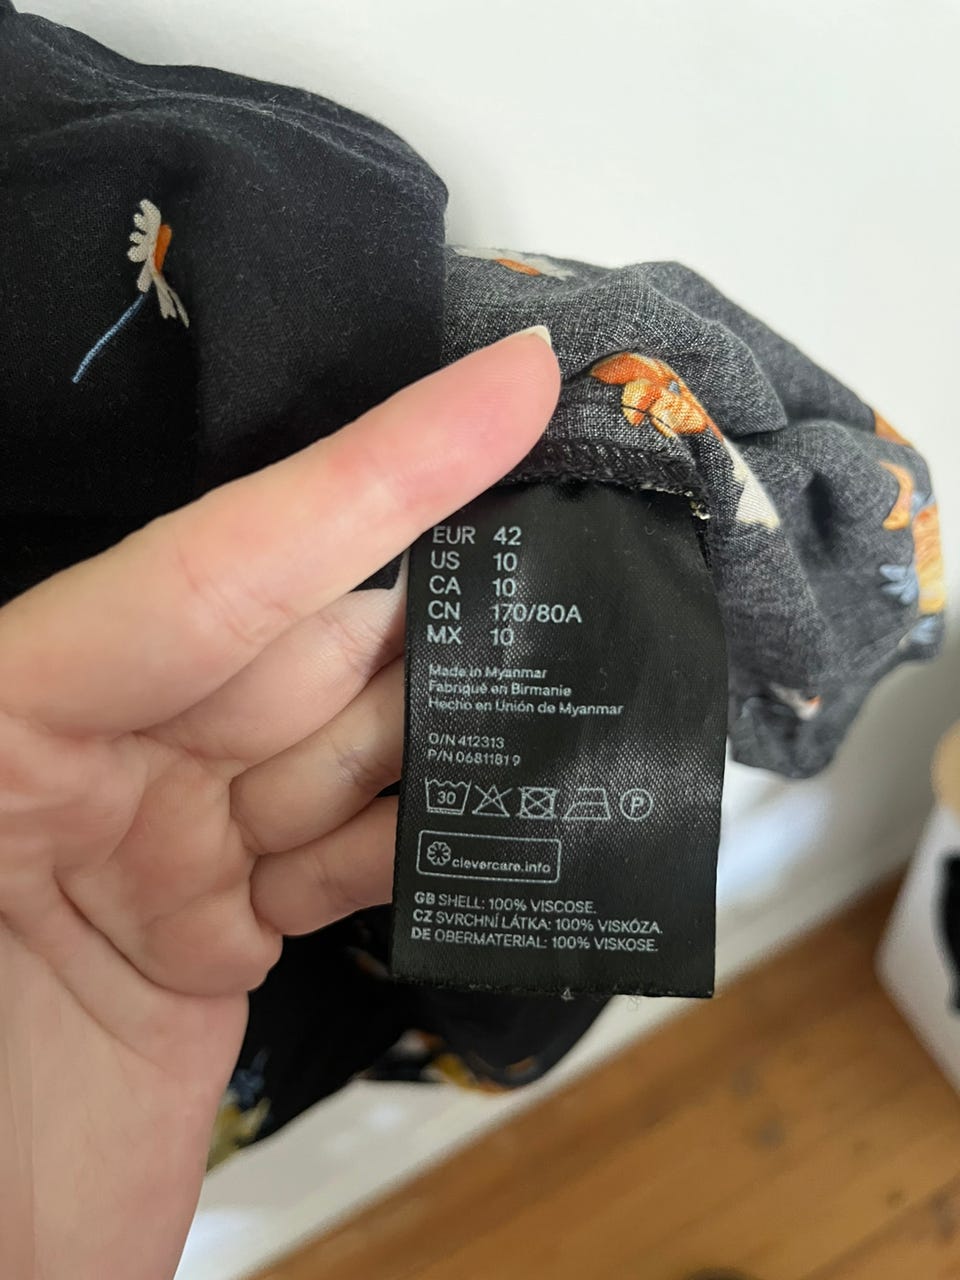 EUR 42
US 10
CA 10
CN 170/80A
MX 10
Made in Myanmar
Fabriqué en Birmanie
Hecho en Unión de Myanmar
O/N 412313
P/N 06811819
30 P
clevercare.info
GB SHELL: 100% VISCOSE.
CZ SVRCHNÍ LÁTKA: 100% VISKÓZA.
DE OBERMATERIAL: 100% VISKOSE.